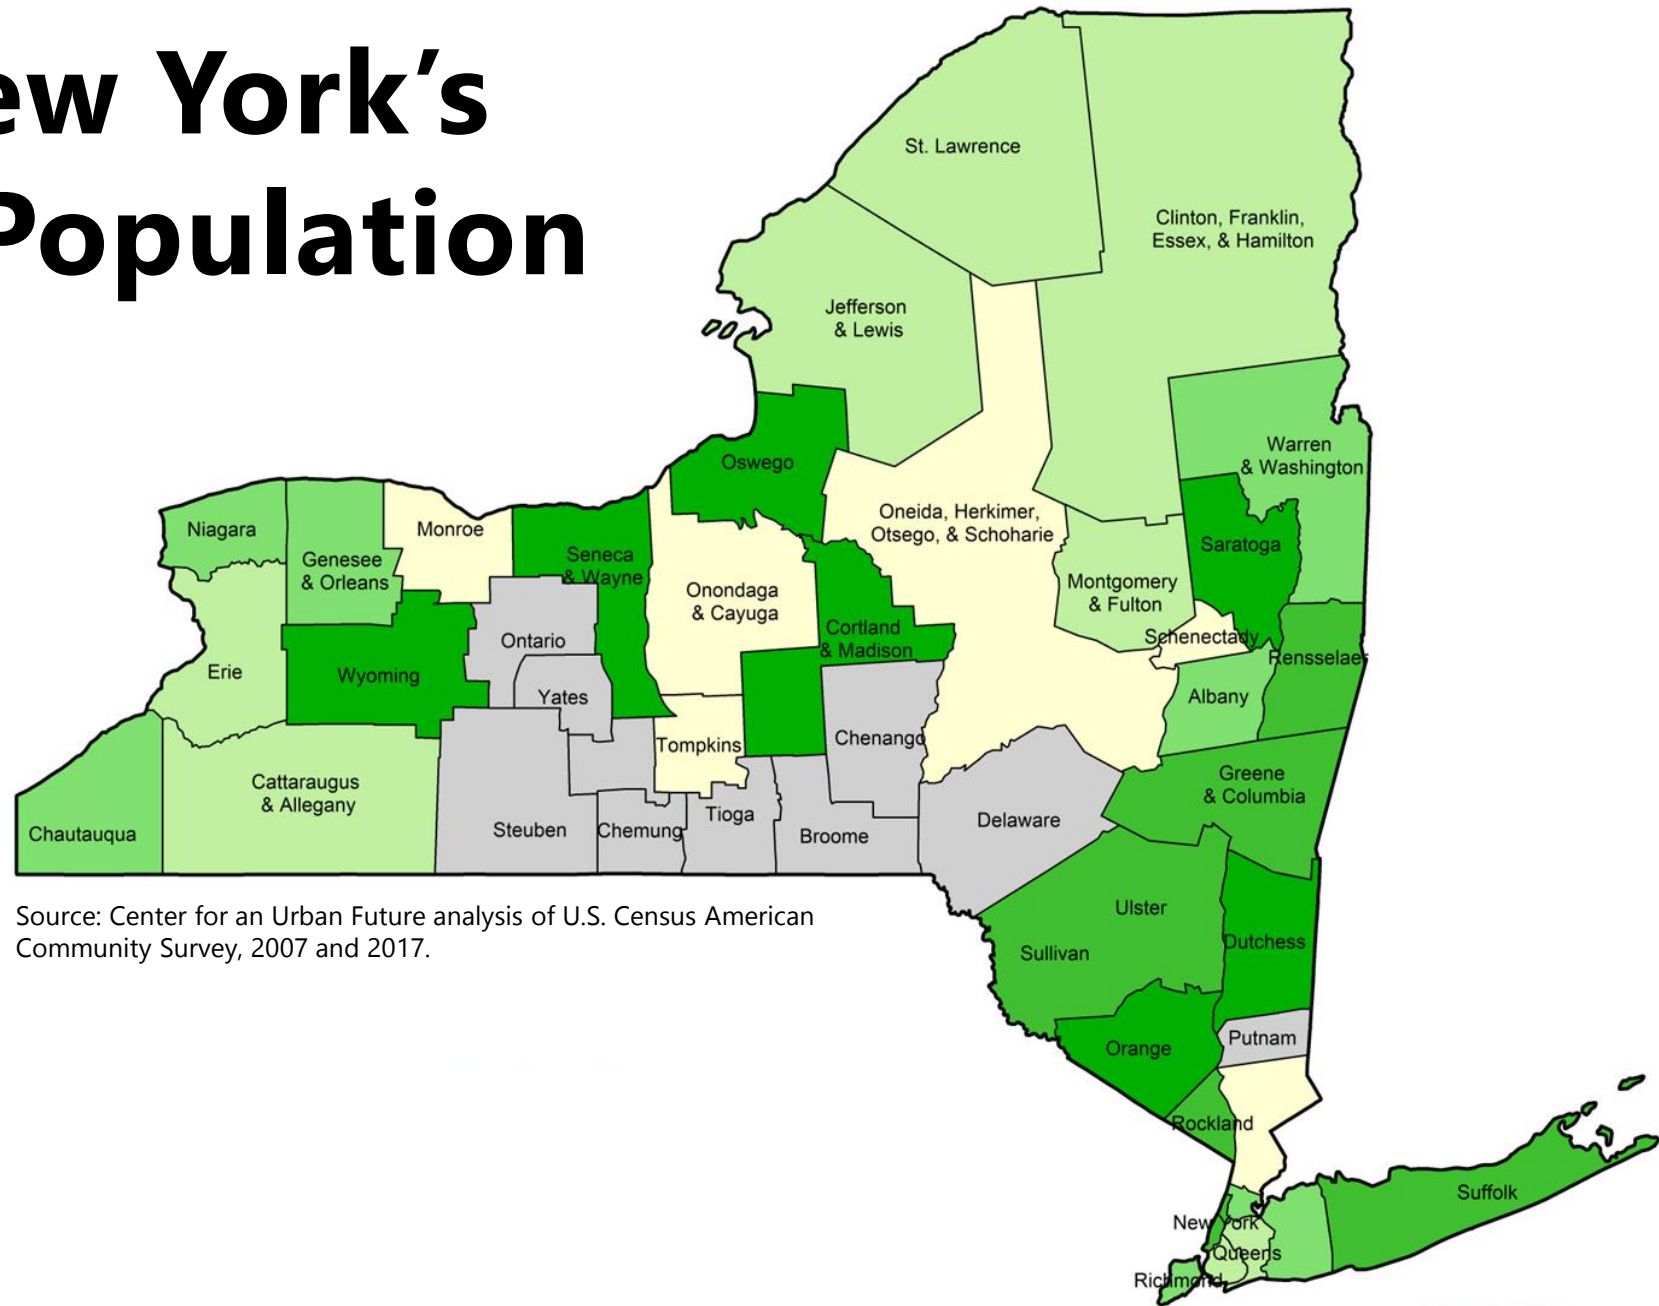 ew York's
Population
St. Lawrence
Clinton, Franklin,
Essex, & Hamilton
Jefferson
& Lewis
Warren
& Washington
Oswego
Oneida, Herkimer,
Otsego, & Schoharie
Niagara
Monroe
Genesee
& Orleans
Seneca
& Wayne
Saratoga
Onondaga
& Cayuga
Montgomery
& Fulton
Ontario
Cortland
& Madison
Schenectady
Rensselaer
Erie
Wyoming
Yates
Albany
Tompkins
Chenango
Cattaraugus
& Allegany
Greene
& Columbia
Chautauqua
Steuben
Chemung
Tioga
Broome
Delaware
Source: Center for an Urban Future analysis of U.S. Census American
Community Survey, 2007 and 2017.
Ulster
Sullivan
Dutchess
Orange
Putnam
Rockland
Suffolk
New York
Queens
Richmond